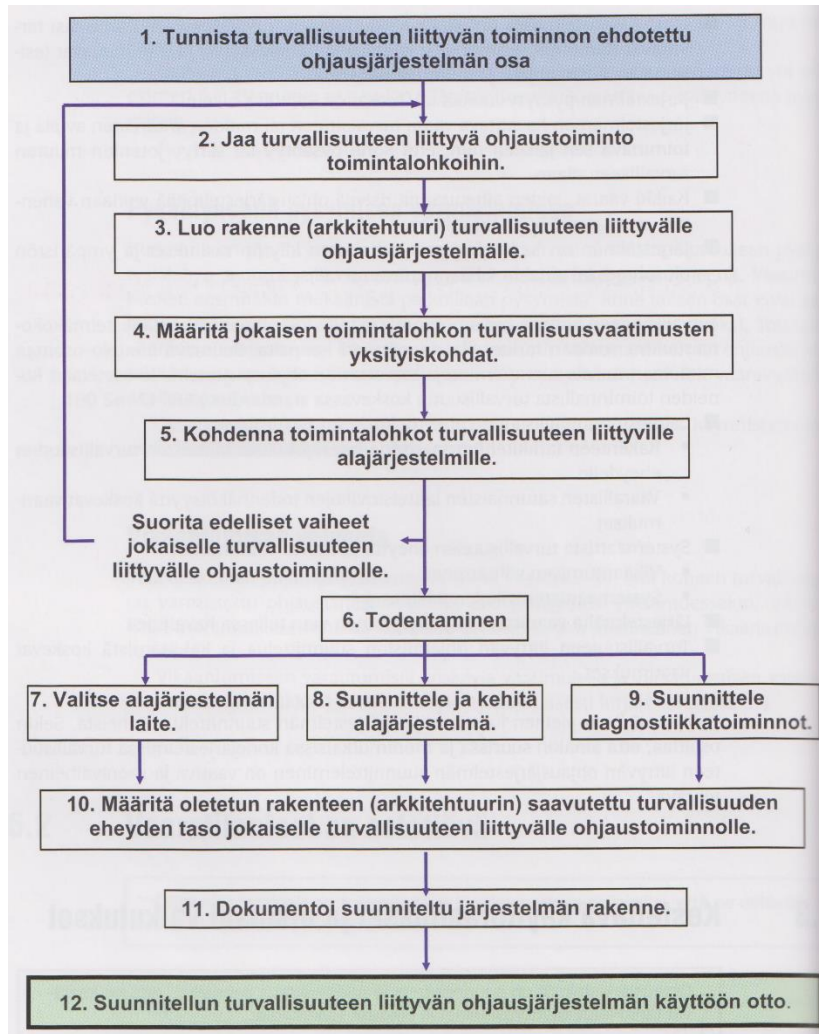 1. Tunnista turvallisuuteen liittyvän toiminnon ehdotettu
ohjausjärjestelmän osa
2. Jaa turvallisuuteen liittyvä ohjaustoiminto
toimintalohkoihin.
3. Luo rakenne (arkkitehtuuri) turvallisuuteen liittyvälle
ohjausjärjestelmälle.
4. Määritä jokaisen toimintalohkon turvallisuusvaatimusten
yksityiskohdat.
5. Kohdenna toimintalohkot turvallisuuteen liittyville
alajärjestelmille.
Suorita edelliset vaiheet
jokaiselle turvallisuuteen
liittyvälle ohjaustoiminnolle.
6. Todentaminen
7. Valitse alajärjestelmän
laite.
8. Suunnittele ja kehitä
alajärjestelmä.
9. Suunnittele
diagnostiikkatoiminnot.
10. Määritä oletetun rakenteen (arkkitehtuurin) saavutettu turvallisuuden
eheyden taso jokaiselle turvallisuuteen liittyvälle ohjaustoiminnolle.
11. Dokumentoi suunniteltu järjestelmän rakenne.
12. Suunnitellun turvallisuuteen liittyvän ohjausjärjestelmän käyttöön otto.